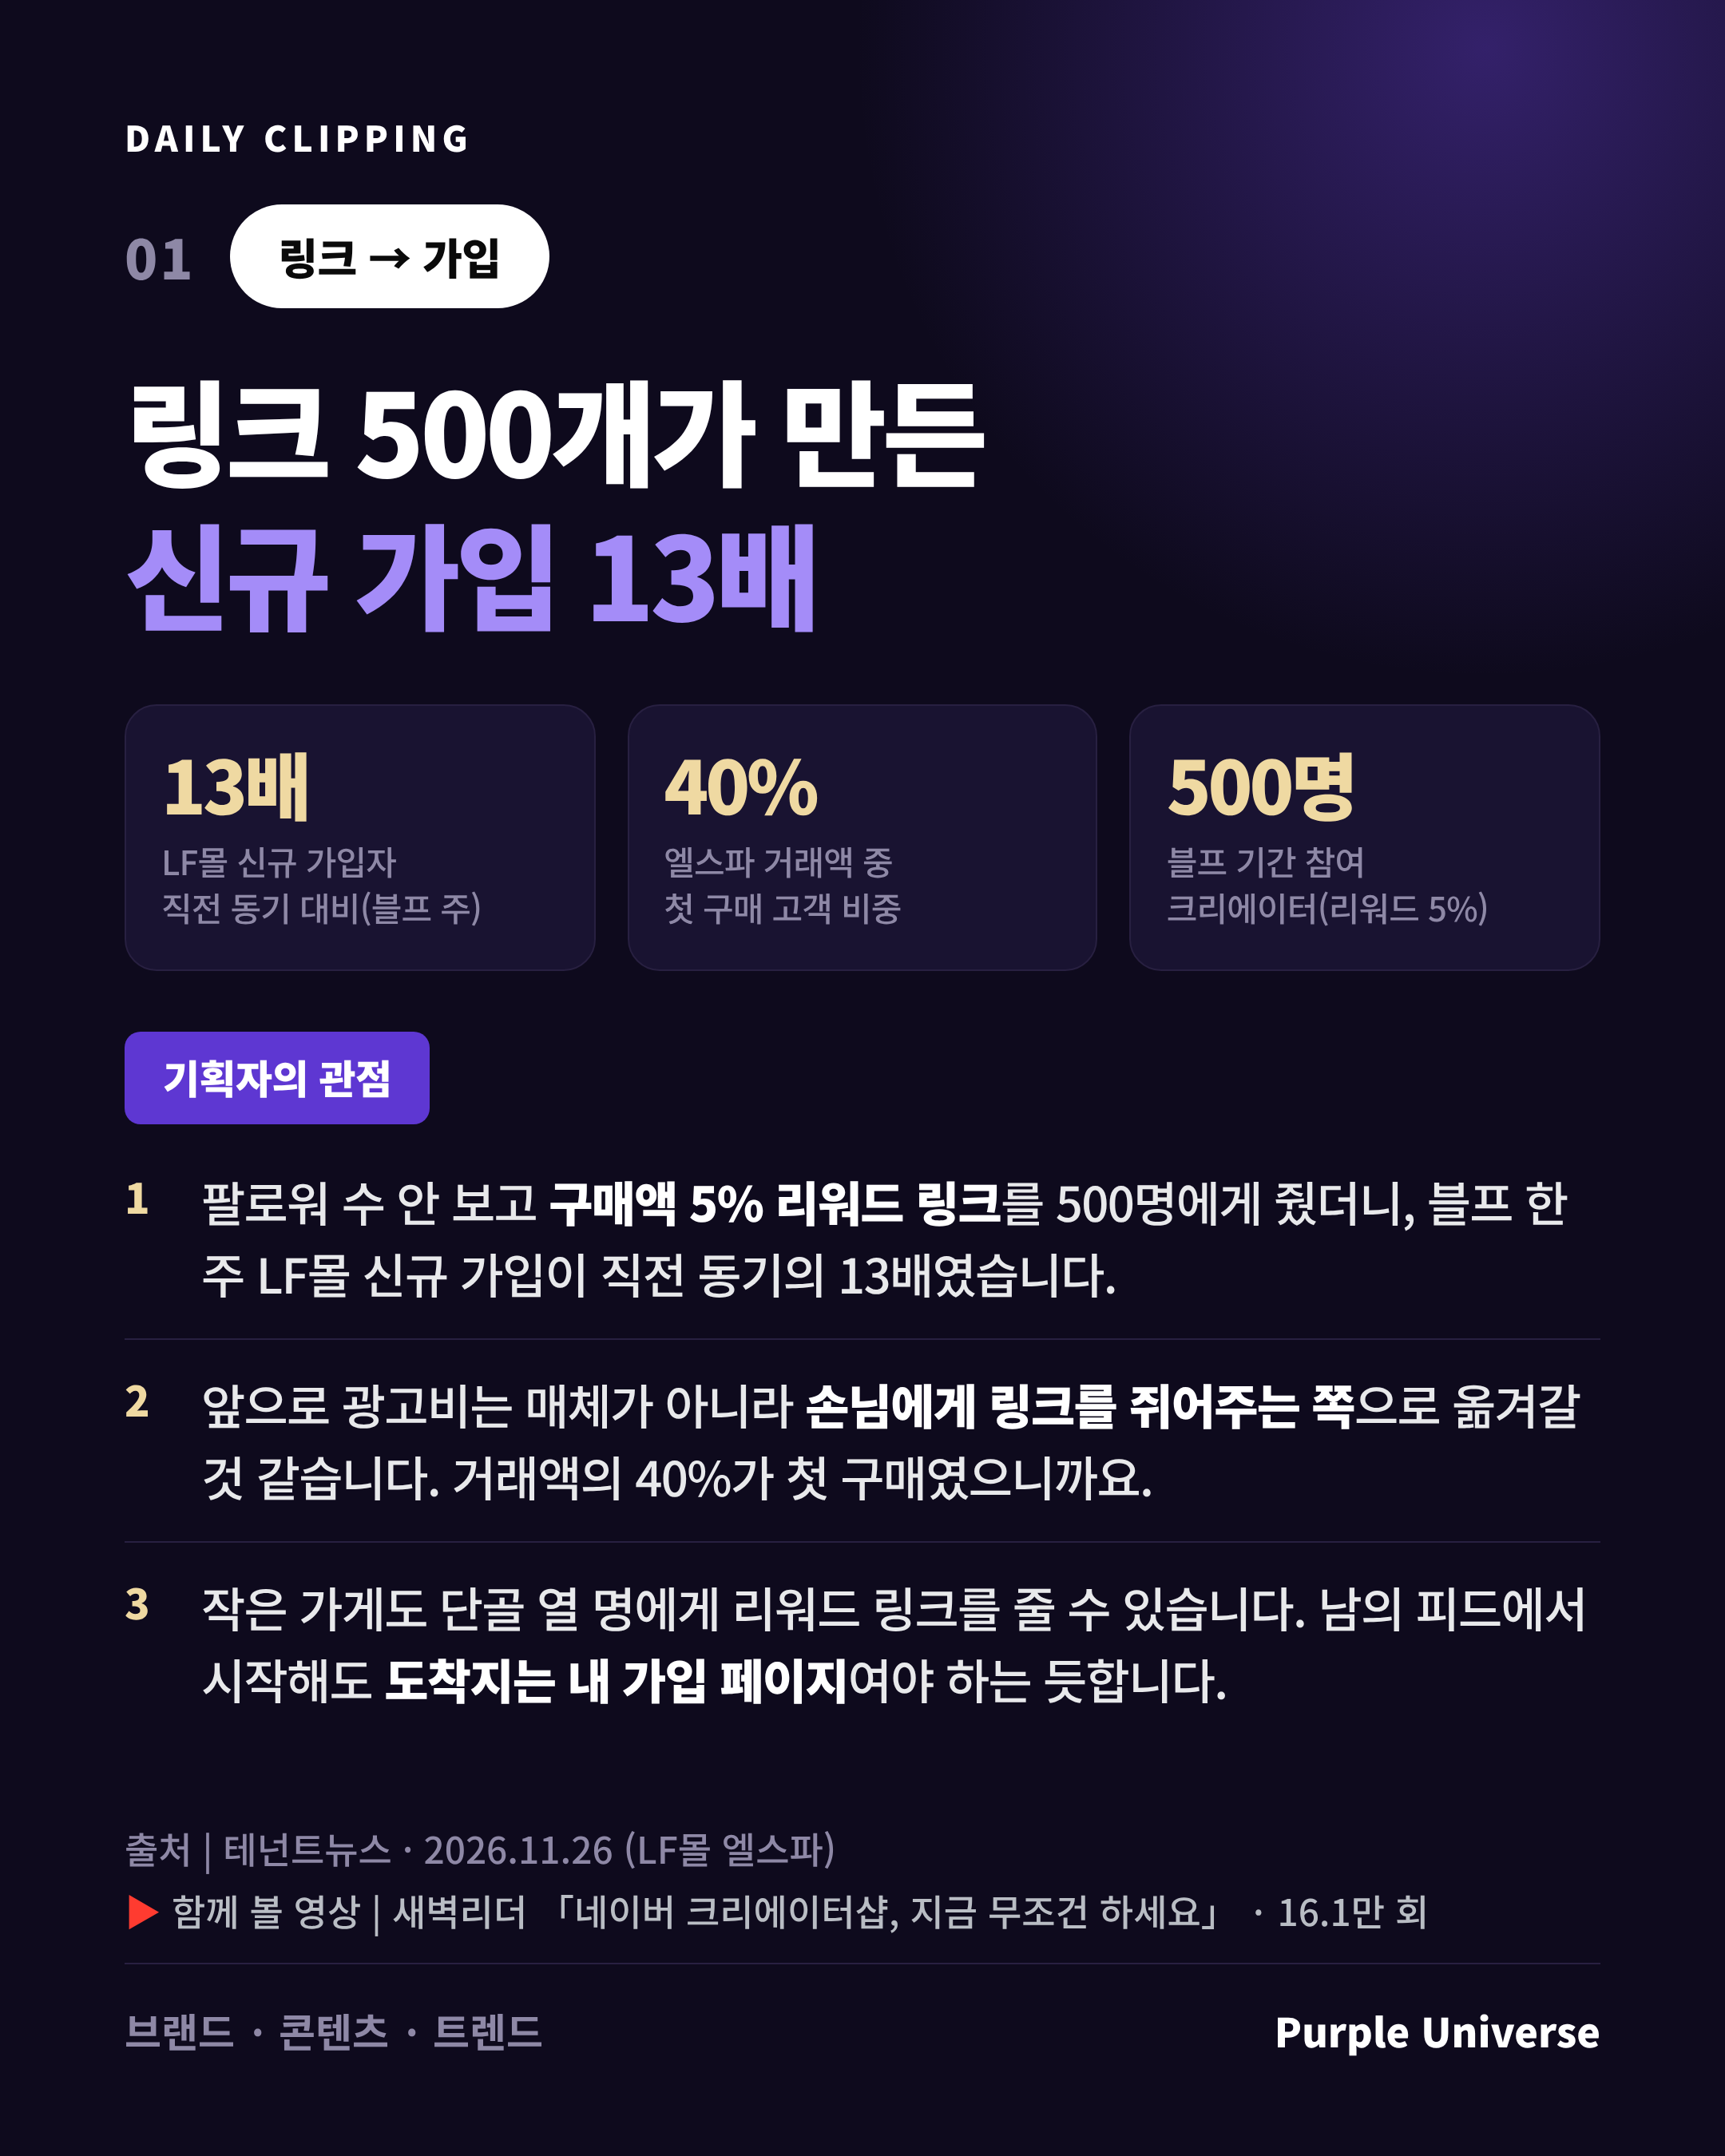 DAILY CLIPPING
01 링크 → 가입
링크 500개가 만든
신규 가입 13배
13배
LF몰 신규 가입자
직전 동기 대비(블프 주)
40%
엘스파 거래액 중
첫 구매 고객 비중
500명
블프 기간 참여
크리에이터(리워드 5%)
기획자의 관점
1 팔로워 수 안 보고 구매액 5% 리워드 링크를 500명에게 줬더니, 블프 한
주 LF몰 신규 가입이 직전 동기의 13배였습니다.
2 앞으로 광고비는 매체가 아니라 손님에게 링크를 쥐어주는 쪽으로 옮겨갈
것 같습니다. 거래액의 40%가 첫 구매였으니까요.
3 작은 가게도 단골 열 명에게 리워드 링크를 줄 수 있습니다. 남의 피드에서
시작해도 도착지는 내 가입 페이지여야 하는 듯합니다.
출처 | 테넌트뉴스 · 2026.11.26 (LF몰 엘스파)
▶ 함께 볼 영상 | 새벽리더 「네이버 크리에이터샵, 지금 무조건 하세요」 · 16.1만 회
브랜드 · 콘텐츠 · 트렌드
Purple Universe